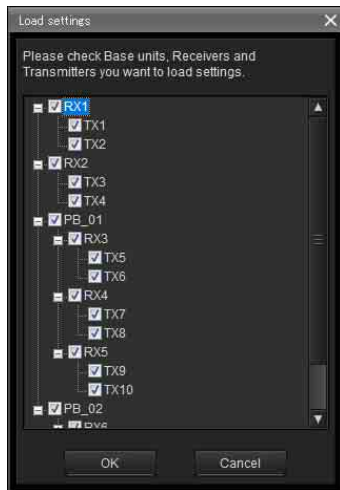 Load settings
Please check Base units, Receivers and
Transmitters you want to load settings.
RX1
TX1
TX2
RX2
TX3
TX4
PB_01
RX3
TX5
TX6
RX4
TX7
TX8
RX5
TX9
TX10
PB_02
RX6
OK
Cancel